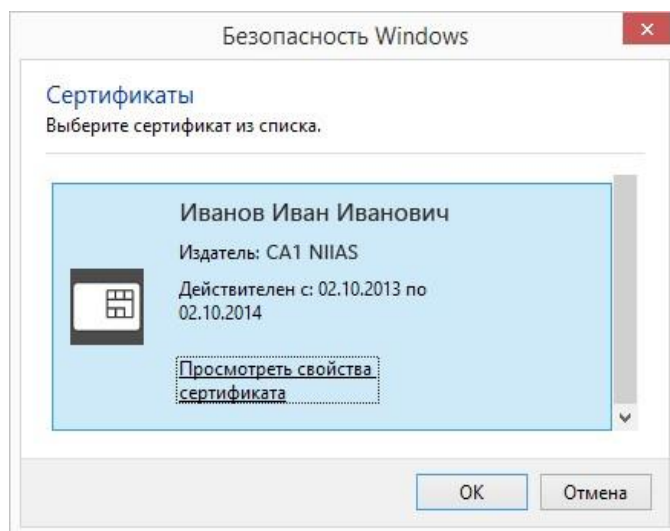 Безопасность Windows
Сертификаты
Выберите сертификат из списка.
Иванов Иван Иванович
Издатель: CA1 NIIAS
Действителен с: 02.10.2013 по
02.10.2014
Просмотреть свойства
сертификата
ОК
Отмена